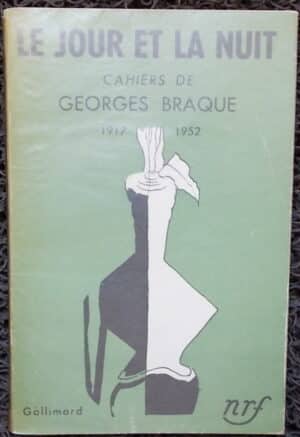 LE JOUR ET LA NUIT
CAHIERS DE
GEORGES BRAQUE
1917 1952
Gallimard nrf